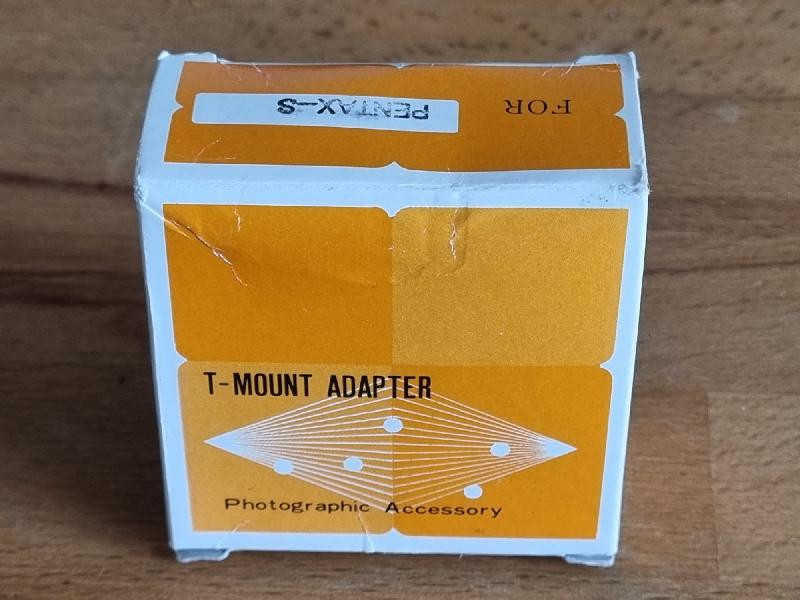 FOR PENTAX-S
T-MOUNT ADAPTER
Photographic Accessory